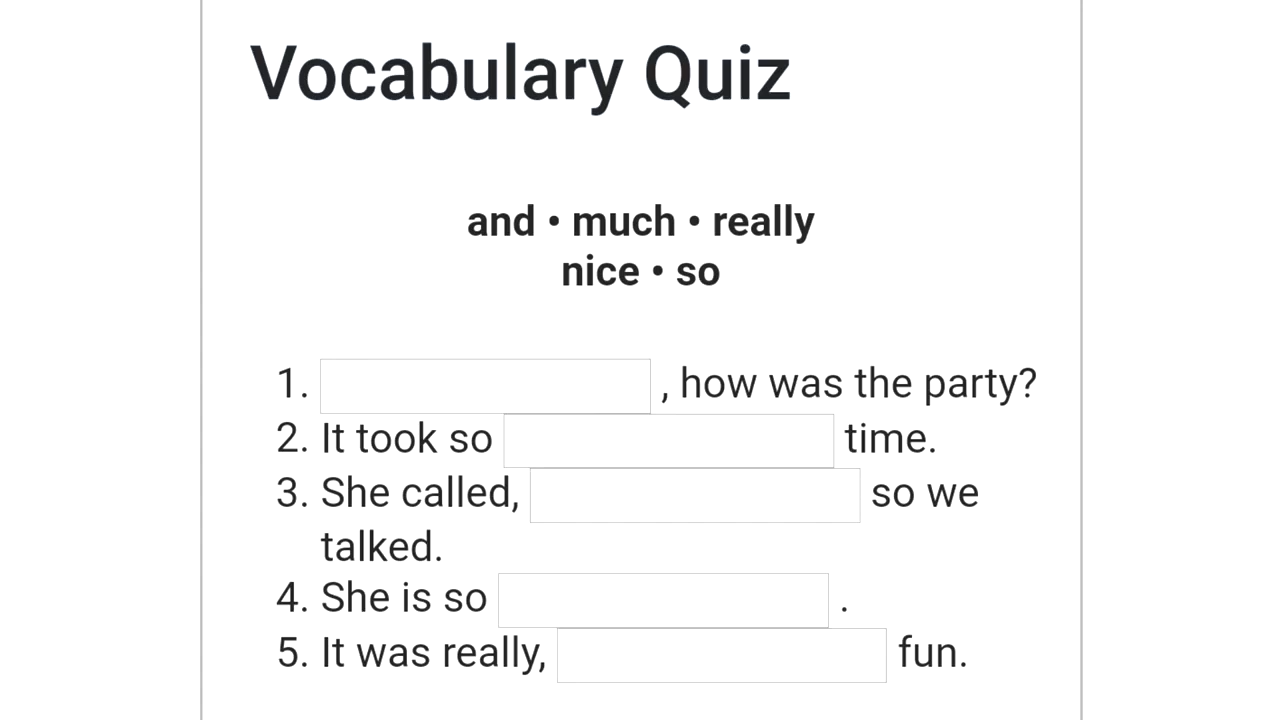 Vocabulary Quiz
and • much • really
nice • so
1. , how was the party?
2. It took so time.
3. She called, so we
talked.
4. She is so .
5. It was really, fun.